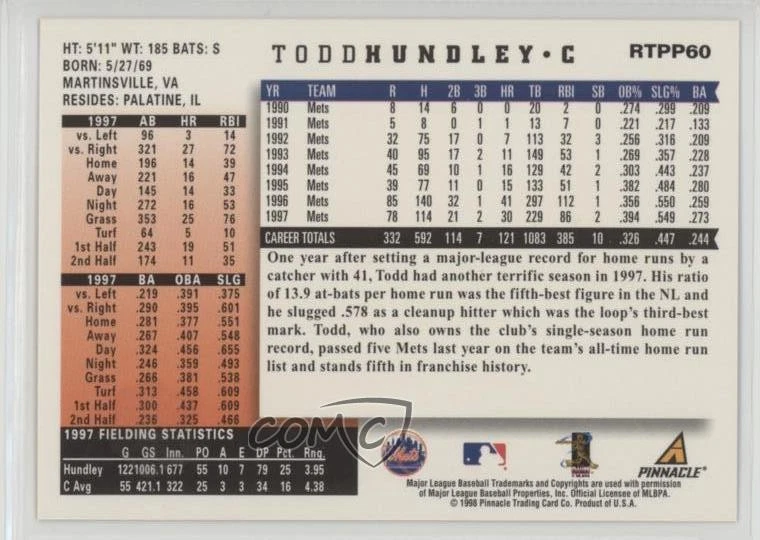 HT: 5'11" WT: 185 BATS: S
BORN: 5/27/69
MARTINSVILLE, VA
RESIDES: PALATINE, IL
TODD HUNDLEY • C
RTPP60
1997 AB HR RBI
vs. Left 96 3 14
vs. Right 321 27 72
Home 196 14 39
Away 221 16 47
Day 145 14 33
Night 272 16 53
Grass 353 25 76
Turf 64 5 10
1st Half 243 19 51
2nd Half 174 11 35
1997 BA OBA SLG
vs. Left .219 .391 .375
vs. Right .290 .395 .601
Home .281 .377 .551
Away .267 .407 .548
Day .324 .456 .655
Night .246 .359 .493
Grass .266 .381 .538
Turf .313 .458 .609
1st Half .300 .437 .609
2nd Half .236 .325 .466
1997 FIELDING STATISTICS
G GS Inn. PO A E DP Pct. Rng.
Hundley 122 1006.1 677 55 10 7 79 25 3.95
C Avg 55 421.1 322 25 3 3 34 16 4.38
YR TEAM R H 2B 3B HR TB RBI SB OB% SLG% BA
1990 Mets 8 14 6 0 0 20 2 0 .274 .299 .209
1991 Mets 5 8 0 1 1 13 7 0 .221 .217 .133
1992 Mets 32 75 17 0 7 113 32 3 .256 .316 .209
1993 Mets 40 95 17 2 11 149 53 1 .269 .357 .228
1994 Mets 45 69 10 1 16 129 42 2 .303 .443 .237
1995 Mets 39 77 11 0 15 133 51 1 .382 .484 .280
1996 Mets 85 140 32 1 41 297 112 1 .356 .550 .259
1997 Mets 78 114 21 2 30 229 86 2 .394 .549 .273
CAREER TOTALS 332 592 114 7 121 1083 385 10 .326 .447 .244
One year after setting a major-league record for home runs by a
catcher with 41, Todd had another terrific season in 1997. His ratio
of 13.9 at-bats per home run was the fifth-best figure in the NL and
he slugged .578 as a cleanup hitter which was the loop's third-best
mark. Todd, who also owns the club's single-season home run
record, passed five Mets last year on the team's all-time home run
list and stands fifth in franchise history.
COMC
Mets
PINNACLE®
Major League Baseball Trademarks and Copyrights are used with permission
of Major League Baseball Properties, Inc. Official Licensee of MLBPA.
© 1998 Pinnacle Trading Card Co. Product of U.S.A.